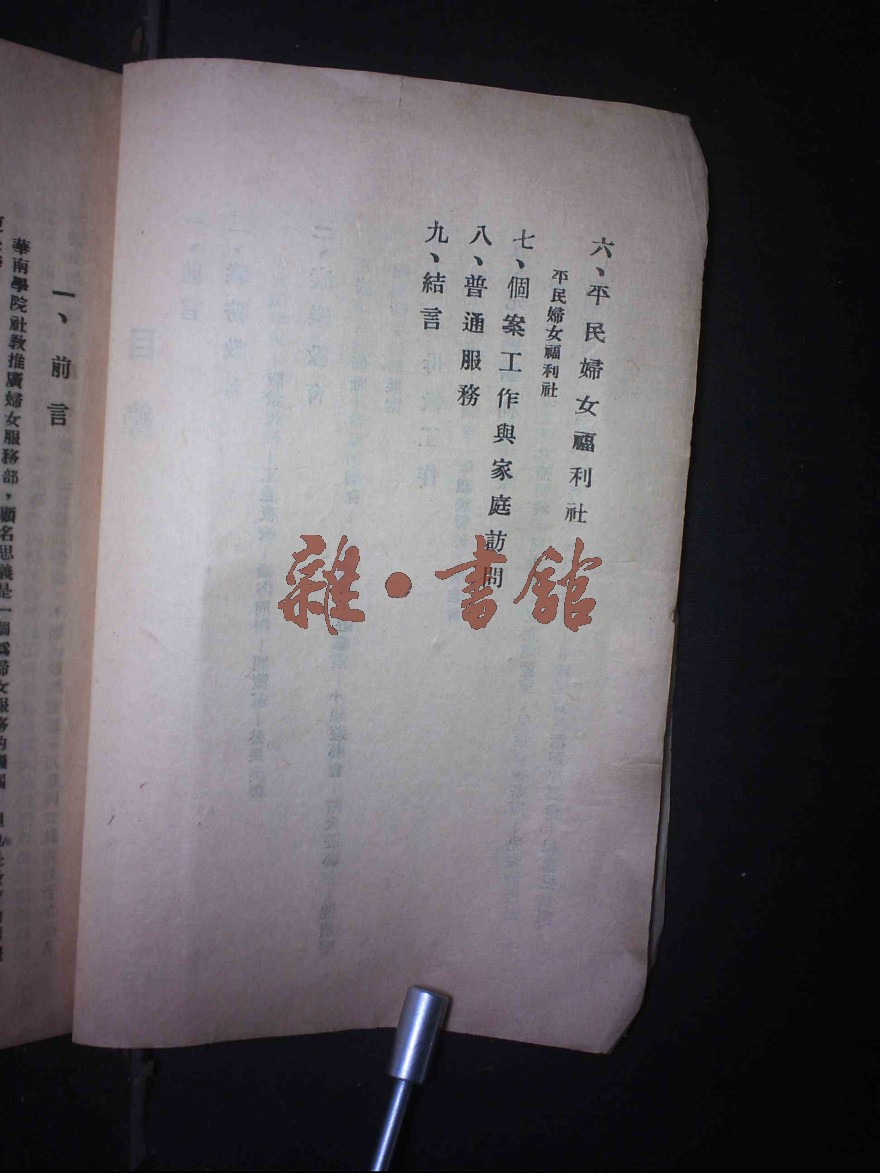 六、平民婦女福利社
平民婦女福利社
七、個案工作與家庭訪問
八、普通服務
九、結言
雜·書館
一、前言
華南學院社教推廣婦女服務部，顧名思義是一個爲婦女服務的